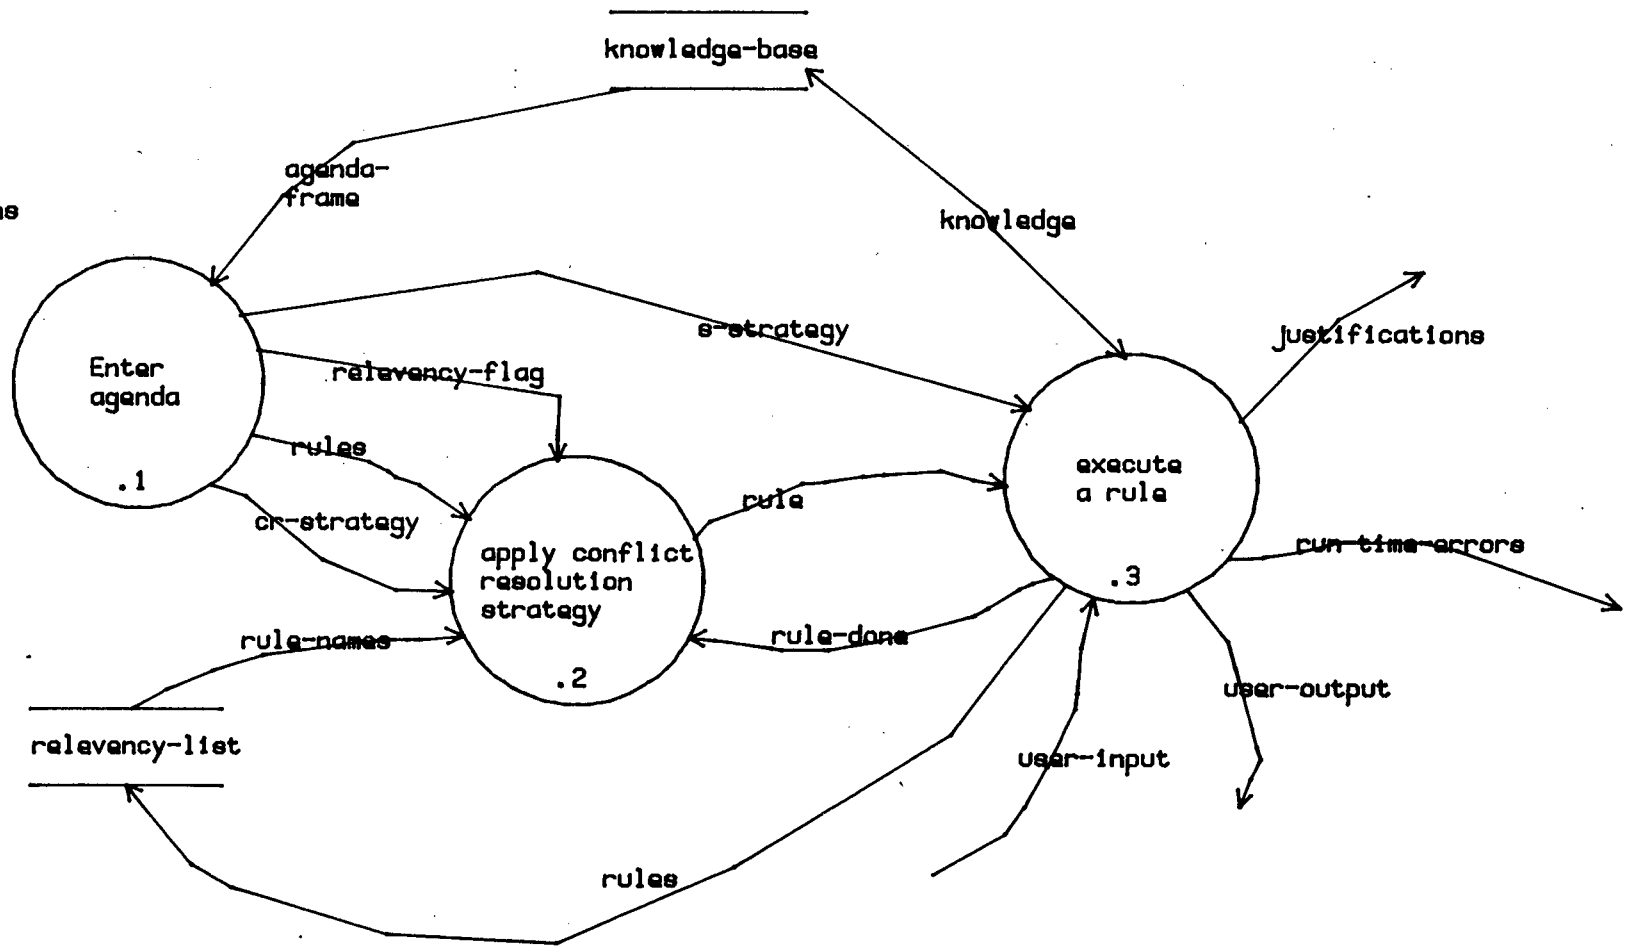 knowledge-base
agenda-
frame
knowledge
s-strategy
justifications
relevency-flag
Enter
agenda
.1
rules
cr-strategy
rule
execute
a rule
.3
run-time-errors
apply conflict
resolution
strategy
.2
rule-names
rule-done
user-output
relevency-list
user-input
rules